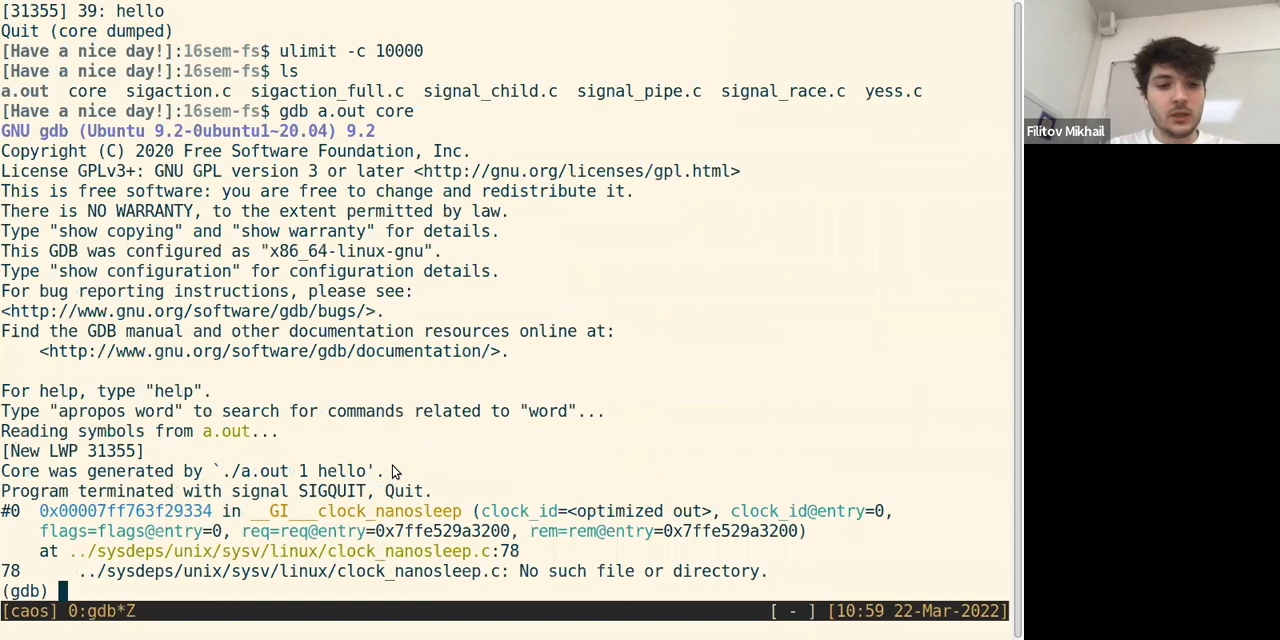 [31355] 39: hello
Quit (core dumped)
[Have a nice day!]:16sem-fs$ ulimit -c 10000
[Have a nice day!]:16sem-fs$ ls
a.out  core  sigaction.c  sigaction_full.c  signal_child.c  signal_pipe.c  signal_race.c  yess.c
[Have a nice day!]:16sem-fs$ gdb a.out core
GNU gdb (Ubuntu 9.2-0ubuntu1~20.04) 9.2
Copyright (C) 2020 Free Software Foundation, Inc.
License GPLv3+: GNU GPL version 3 or later <http://gnu.org/licenses/gpl.html>
This is free software: you are free to change and redistribute it.
There is NO WARRANTY, to the extent permitted by law.
Type "show copying" and "show warranty" for details.
This GDB was configured as "x86_64-linux-gnu".
Type "show configuration" for configuration details.
For bug reporting instructions, please see:
<http://www.gnu.org/software/gdb/bugs/>.
Find the GDB manual and other documentation resources online at:
    <http://www.gnu.org/software/gdb/documentation/>.
For help, type "help".
Type "apropos word" to search for commands related to "word"...
Reading symbols from a.out...
[New LWP 31355]
Core was generated by `./a.out 1 hello'.
Program terminated with signal SIGQUIT, Quit.
#0  0x00007ff763f29334 in __GI___clock_nanosleep (clock_id=<optimized out>, clock_id@entry=0,
    flags=flags@entry=0, req=req@entry=0x7ffe529a3200, rem=rem@entry=0x7ffe529a3200)
    at ../sysdeps/unix/sysv/linux/clock_nanosleep.c:78
78      ../sysdeps/unix/sysv/linux/clock_nanosleep.c: No such file or directory.
(gdb)
[caos] 0:gdb*Z [ - ] [10:59 22-Mar-2022]
Filitov Mikhail